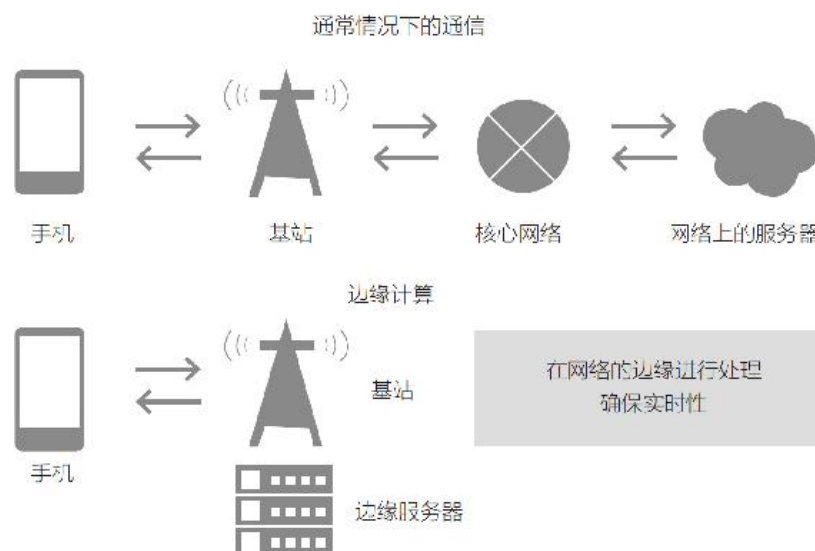 通常情况下的通信
手机
基站
核心网络
网络上的服务器
边缘计算
基站
在网络的边缘进行处理
确保实时性
手机
边缘服务器